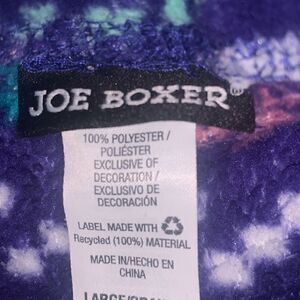 JOE BOXER®
100% POLYESTER /
POLIÉSTER
EXCLUSIVE OF
DECORATION /
EXCLUSIVO DE
DECORACIÓN
LABEL MADE WITH ♻
Recycled (100%) MATERIAL
MADE IN/HECHO EN
CHINA